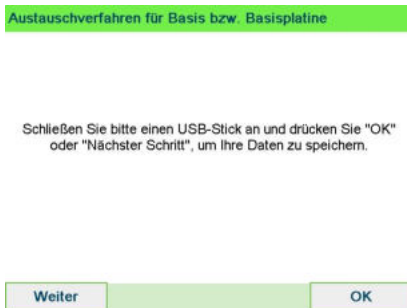 Austauschverfahren für Basis bzw. Basisplatine
Schließen Sie bitte einen USB-Stick an und drücken Sie "OK"
oder "Nächster Schritt", um Ihre Daten zu speichern.
Weiter
OK